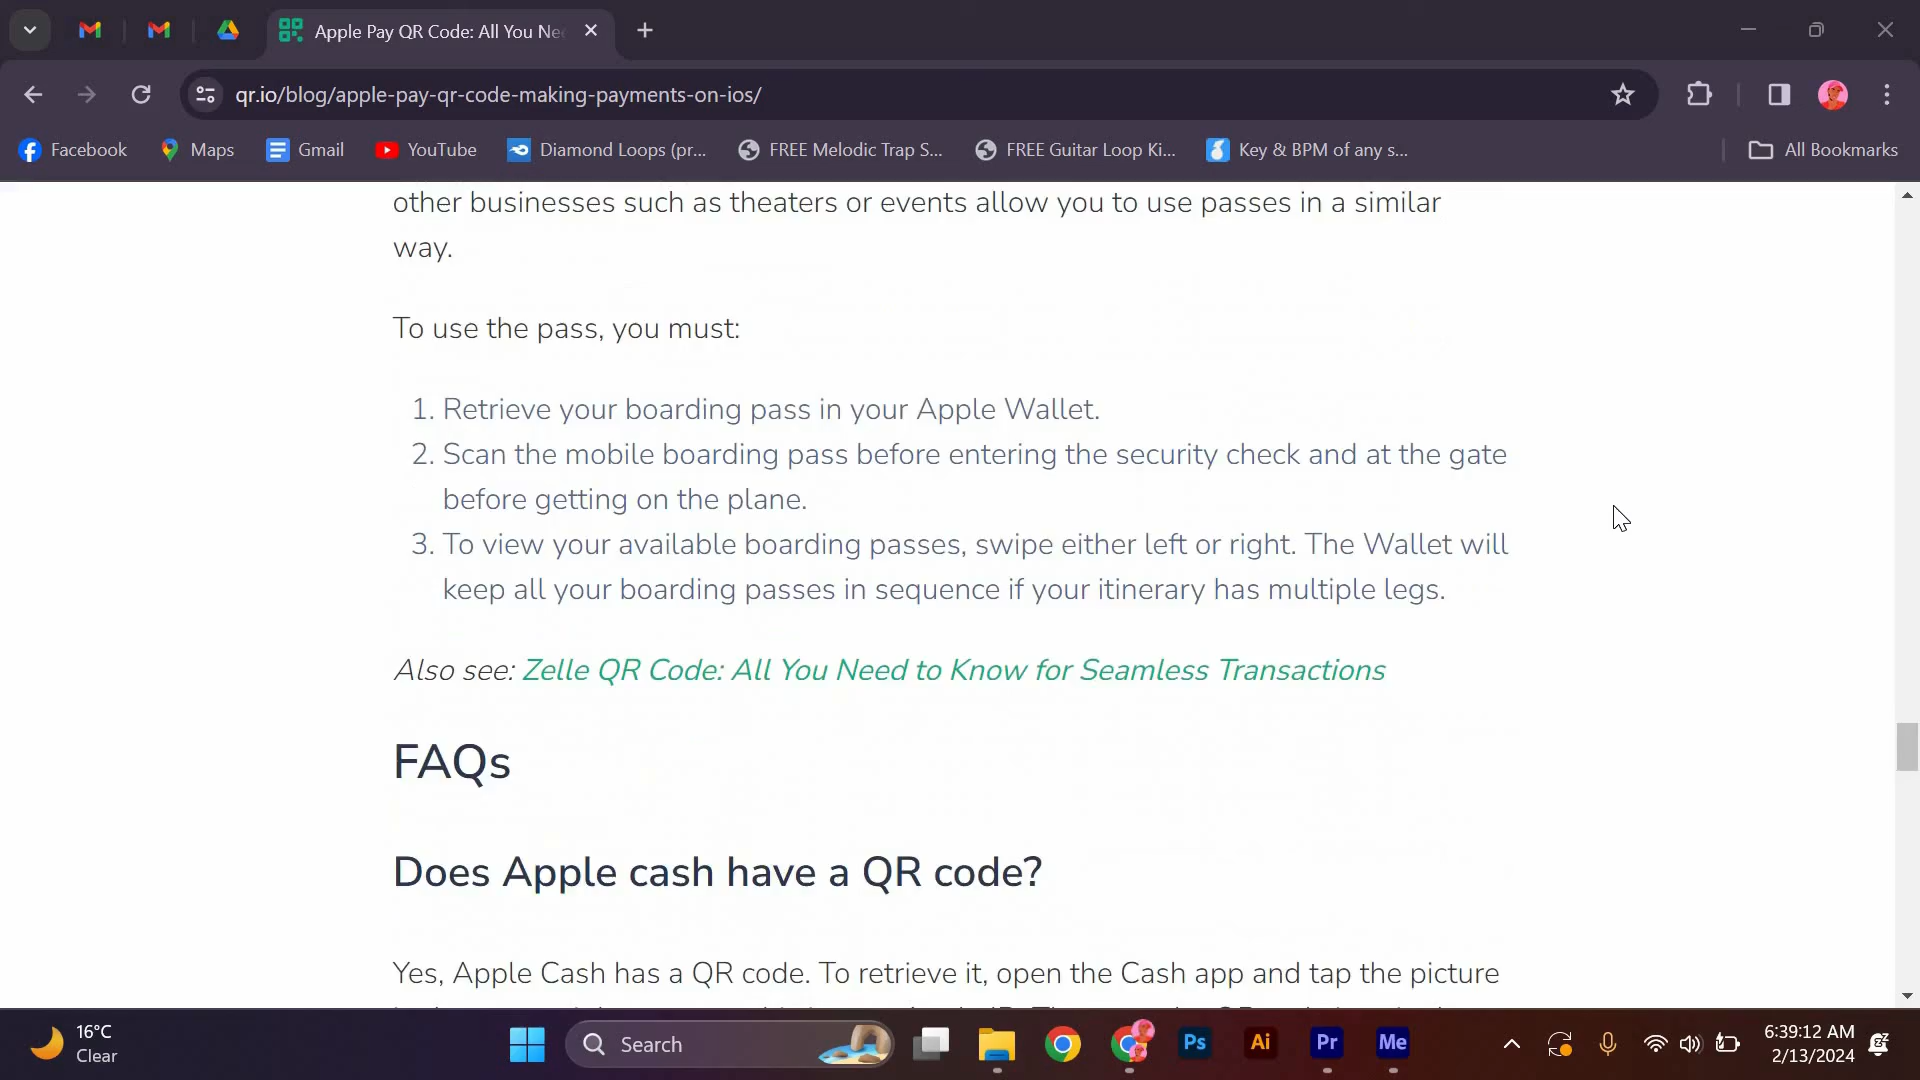 Apple Pay QR Code: All You Ne
qr.io/blog/apple-pay-qr-code-making-payments-on-ios/
Facebook
Maps
Gmail
YouTube
Diamond Loops (pr...
FREE Melodic Trap S...
FREE Guitar Loop Ki...
Key & BPM of any s...
All Bookmarks
other businesses such as theaters or events allow you to use passes in a similar
way.
To use the pass, you must:
1. Retrieve your boarding pass in your Apple Wallet.
2. Scan the mobile boarding pass before entering the security check and at the gate
before getting on the plane.
3. To view your available boarding passes, swipe either left or right. The Wallet will
keep all your boarding passes in sequence if your itinerary has multiple legs.
Also see: Zelle QR Code: All You Need to Know for Seamless Transactions
FAQs
Does Apple cash have a QR code?
Yes, Apple Cash has a QR code. To retrieve it, open the Cash app and tap the picture
16°C
Clear
Search
Ps
Ai
Pr
Me
6:39:12 AM
2/13/2024